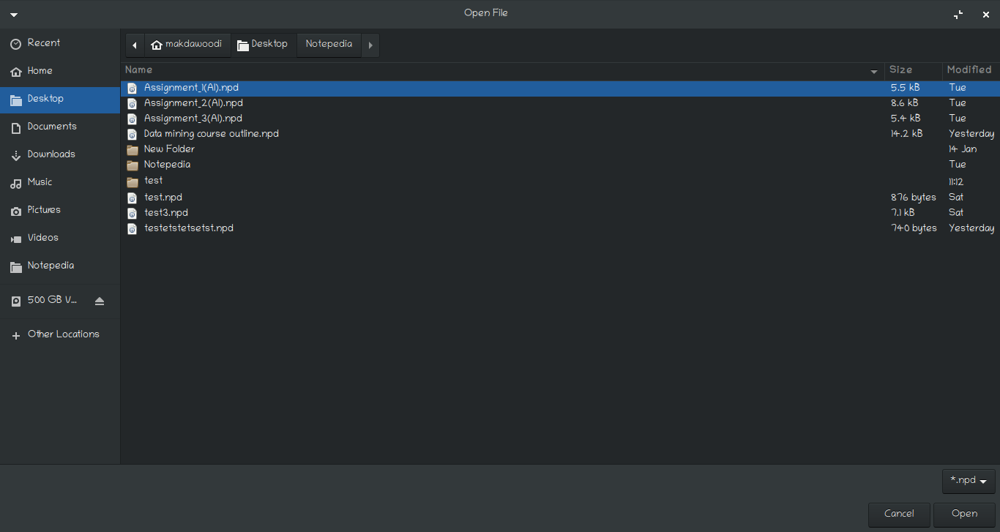 Open File
Recent
Home
Desktop
Documents
Downloads
Music
Pictures
Videos
Notepedia
500 GB V...
Other Locations
makdawoodi Desktop Notepedia
Name Size Modified
Assignment_1(AI).npd 5.5 kB Tue
Assignment_2(AI).npd 8.6 kB Tue
Assignment_3(AI).npd 5.4 kB Tue
Data mining course outline.npd 14.2 kB Yesterday
New Folder 14 Jan
Notepedia Tue
test 11:12
test.npd 876 bytes Sat
test3.npd 7.1 kB Sat
testetstetsetst.npd 740 bytes Yesterday
*.npd
Cancel Open